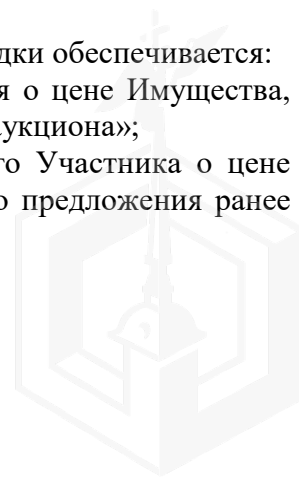 дки обеспечивается:
я о цене Имущества,
укциона»;
го Участника о цене
о предложения ранее